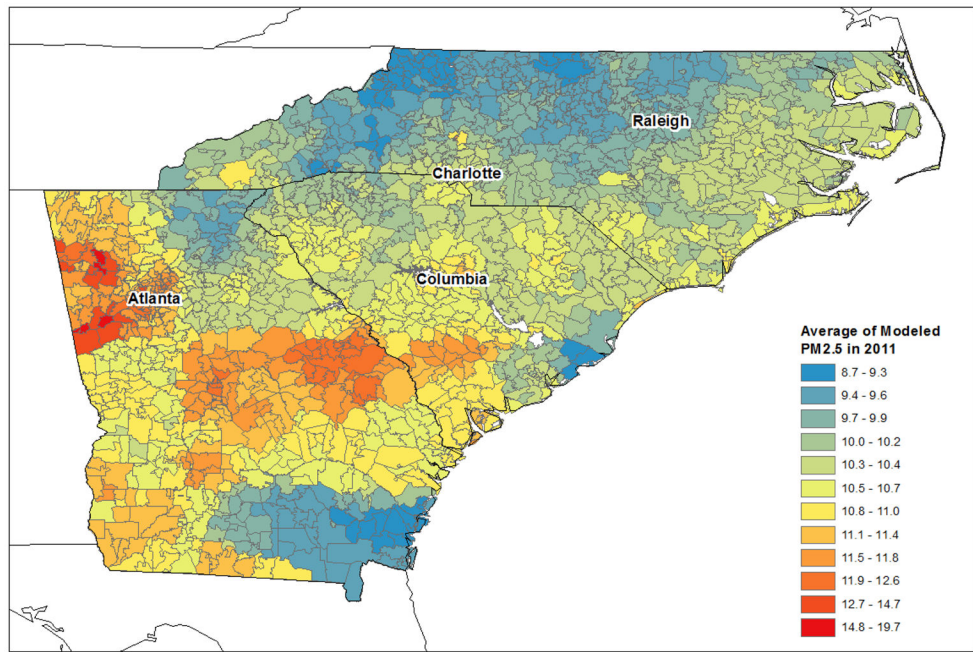 Raleigh
Charlotte
Columbia
Atlanta
Average of Modeled
PM2.5 in 2011
8.7 - 9.3
9.4 - 9.6
9.7 - 9.9
10.0 - 10.2
10.3 - 10.4
10.5 - 10.7
10.8 - 11.0
11.1 - 11.4
11.5 - 11.8
11.9 - 12.6
12.7 - 14.7
14.8 - 19.7